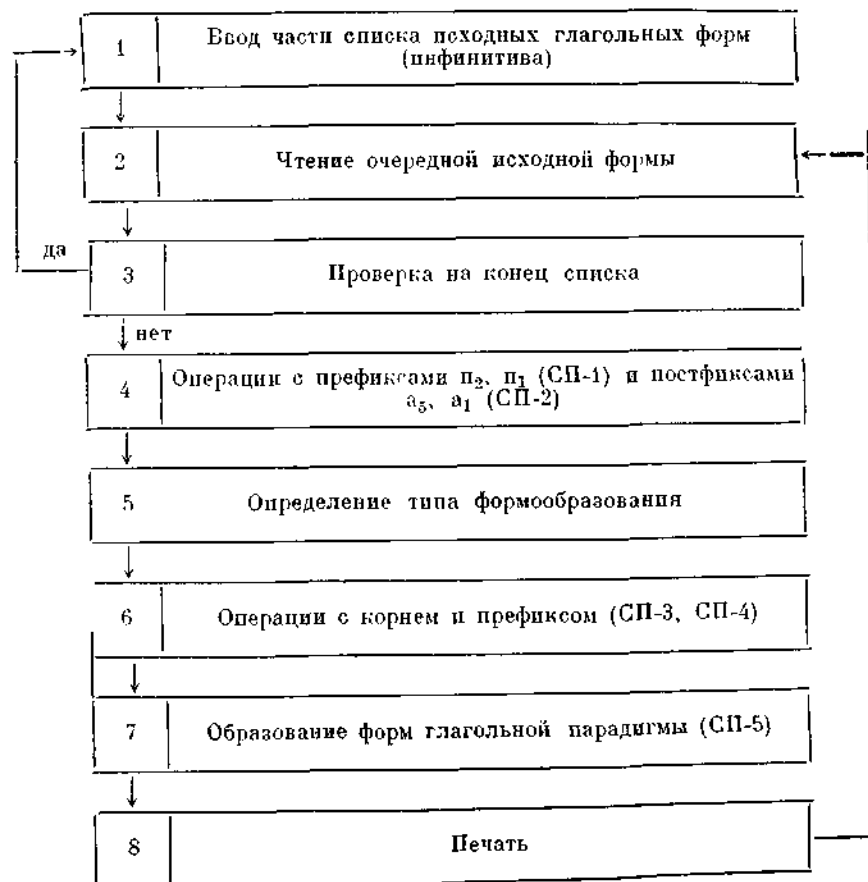 1 Ввод части списка исходных глагольных форм
(инфинитива)
2 Чтение очередной исходной формы
да
3 Проверка на конец списка
нет
4 Операции с префиксами п₂, п₁ (СП-1) и постфиксами
а₅, а₁ (СП-2)
5 Определение типа формообразования
6 Операции с корнем и префиксом (СП-3, СП-4)
7 Образование форм глагольной парадигмы (СП-5)
8 Печать